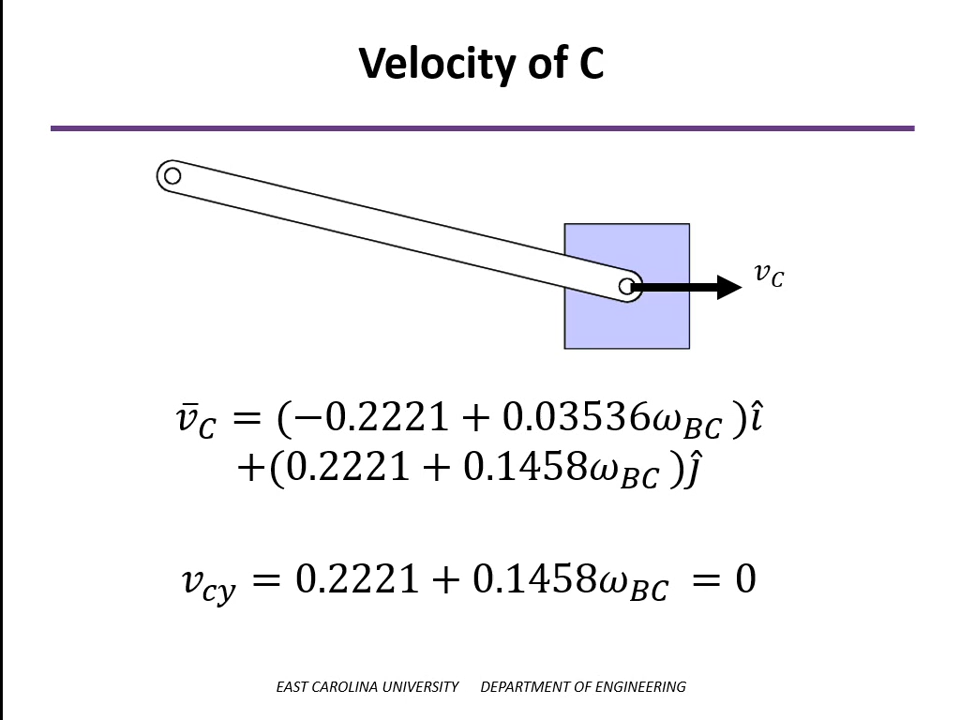 Velocity of C
v_C
v̄_C = (−0.2221 + 0.03536ω_BC )î
+(0.2221 + 0.1458ω_BC )ĵ
v_cy = 0.2221 + 0.1458ω_BC = 0
EAST CAROLINA UNIVERSITY DEPARTMENT OF ENGINEERING